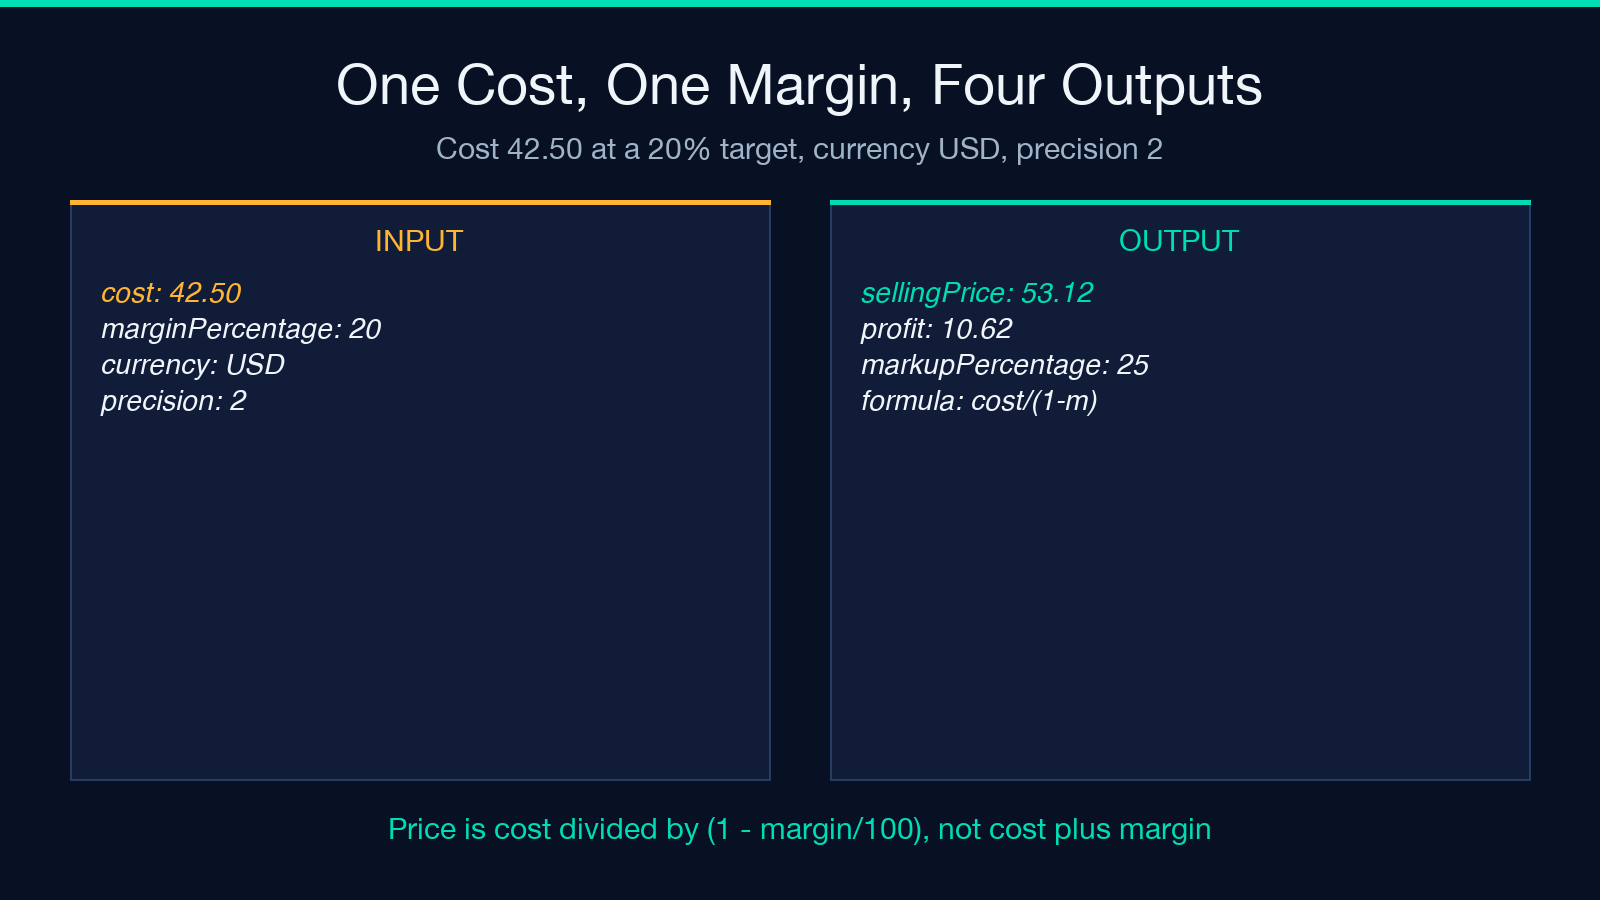 One Cost, One Margin, Four Outputs
Cost 42.50 at a 20% target, currency USD, precision 2
INPUT
cost: 42.50
marginPercentage: 20
currency: USD
precision: 2
OUTPUT
sellingPrice: 53.12
profit: 10.62
markupPercentage: 25
formula: cost/(1-m)
Price is cost divided by (1 - margin/100), not cost plus margin